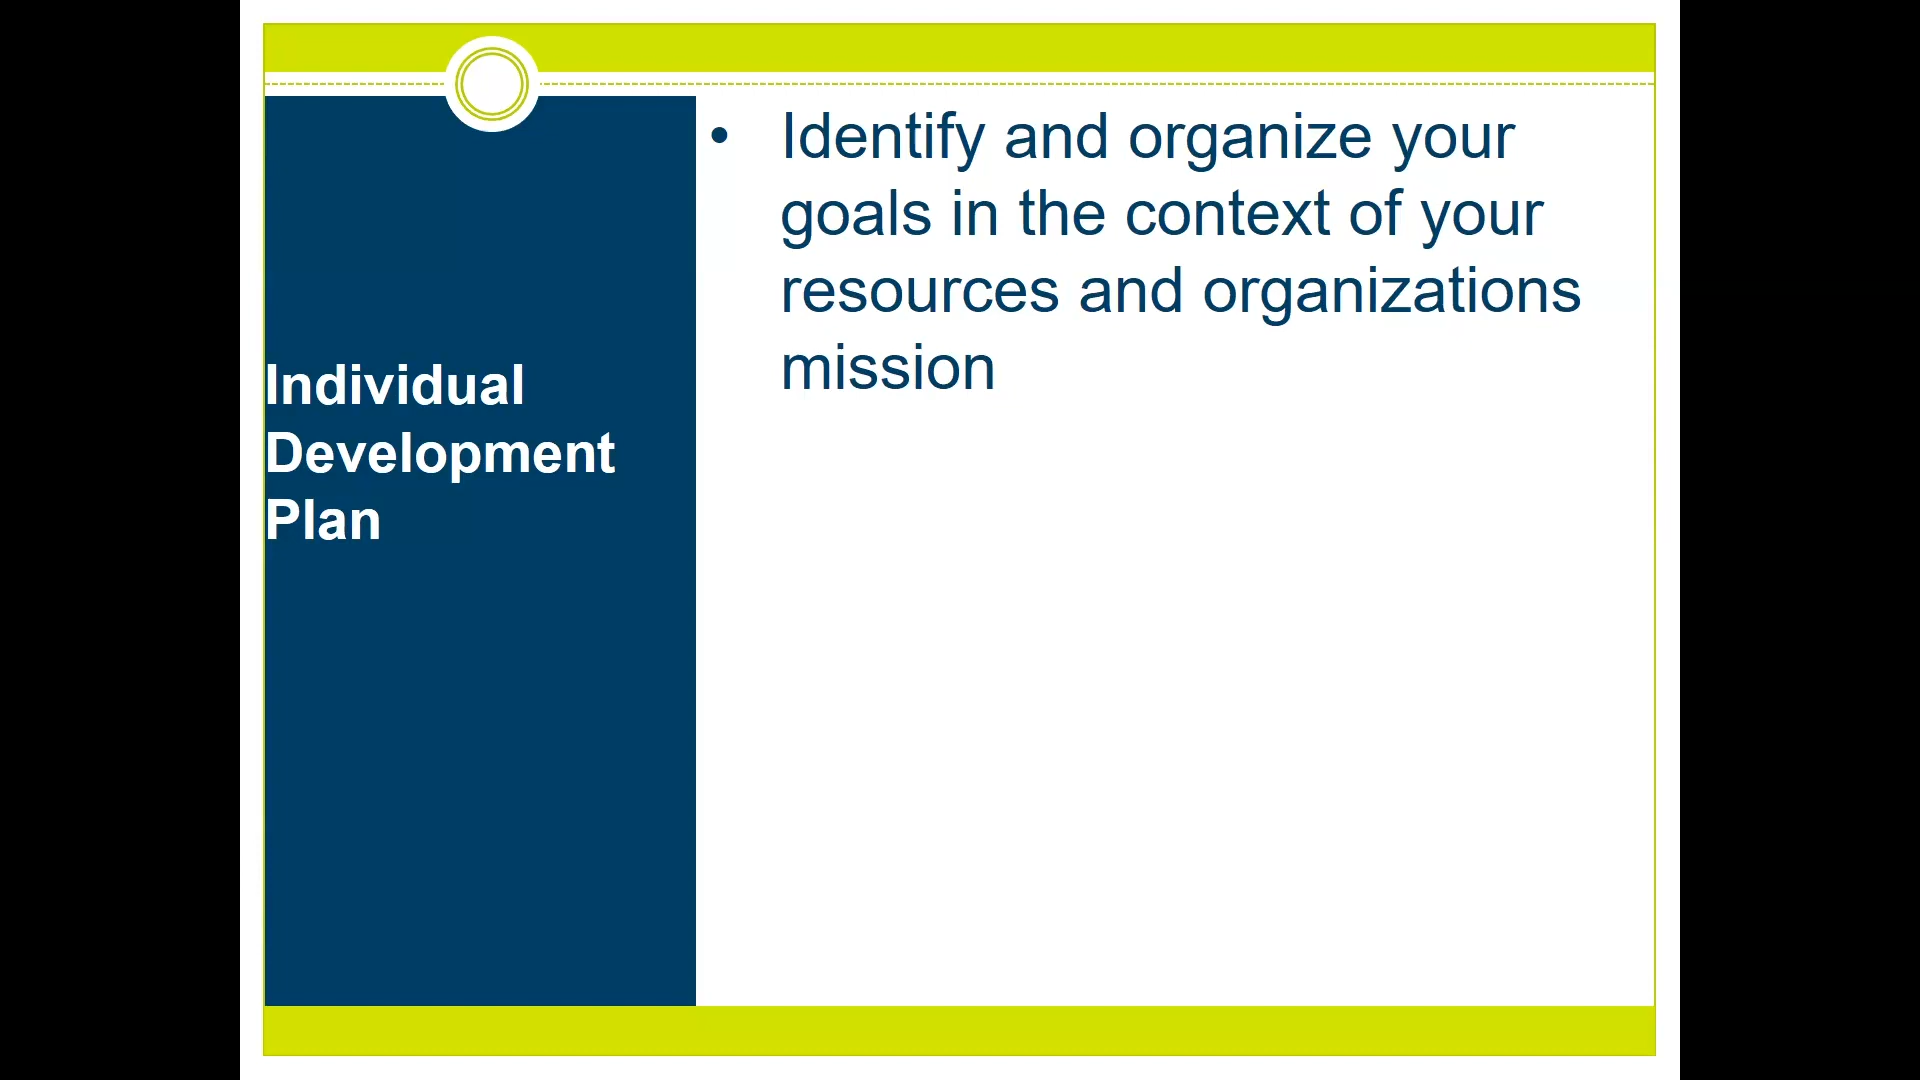 Individual
Development
Plan
• Identify and organize your
goals in the context of your
resources and organizations
mission